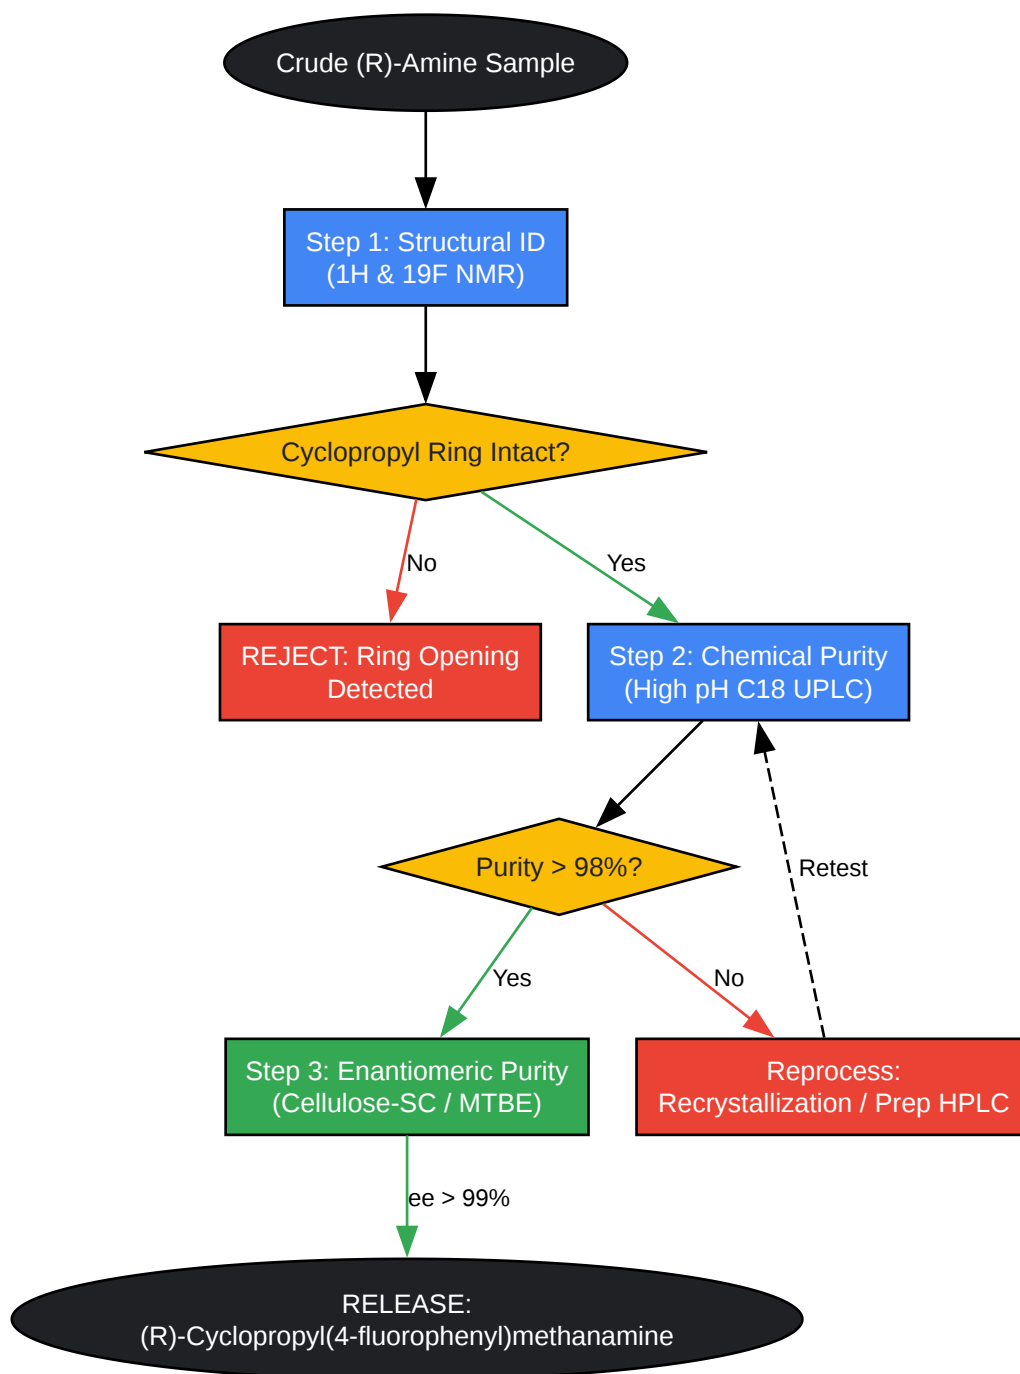 Crude (R)-Amine Sample
Step 1: Structural ID
(1H & 19F NMR)
Cyclopropyl Ring Intact?
No
Yes
REJECT: Ring Opening
Detected
Step 2: Chemical Purity
(High pH C18 UPLC)
Purity > 98%?
Retest
Yes
No
Step 3: Enantiomeric Purity
(Cellulose-SC / MTBE)
Reprocess:
Recrystallization / Prep HPLC
ee > 99%
RELEASE:
(R)-Cyclopropyl(4-fluorophenyl)methanamine